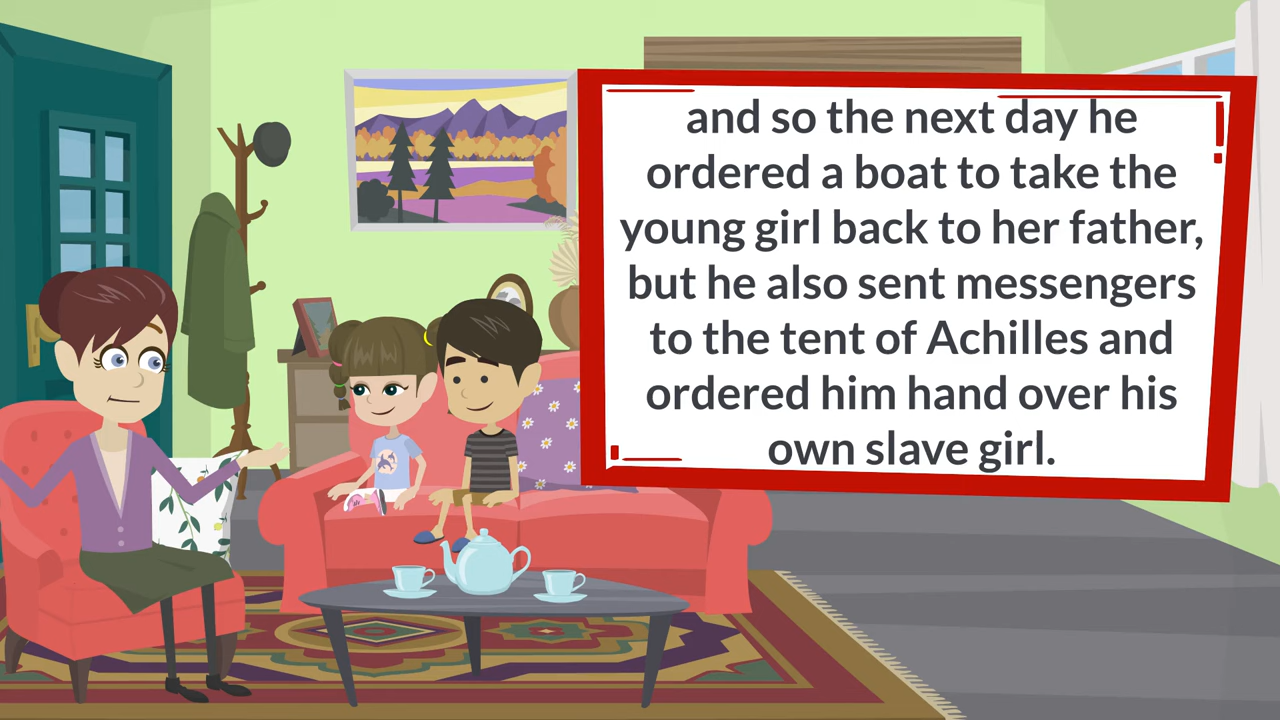 and so the next day he
ordered a boat to take the
young girl back to her father,
but he also sent messengers
to the tent of Achilles and
ordered him hand over his
own slave girl.